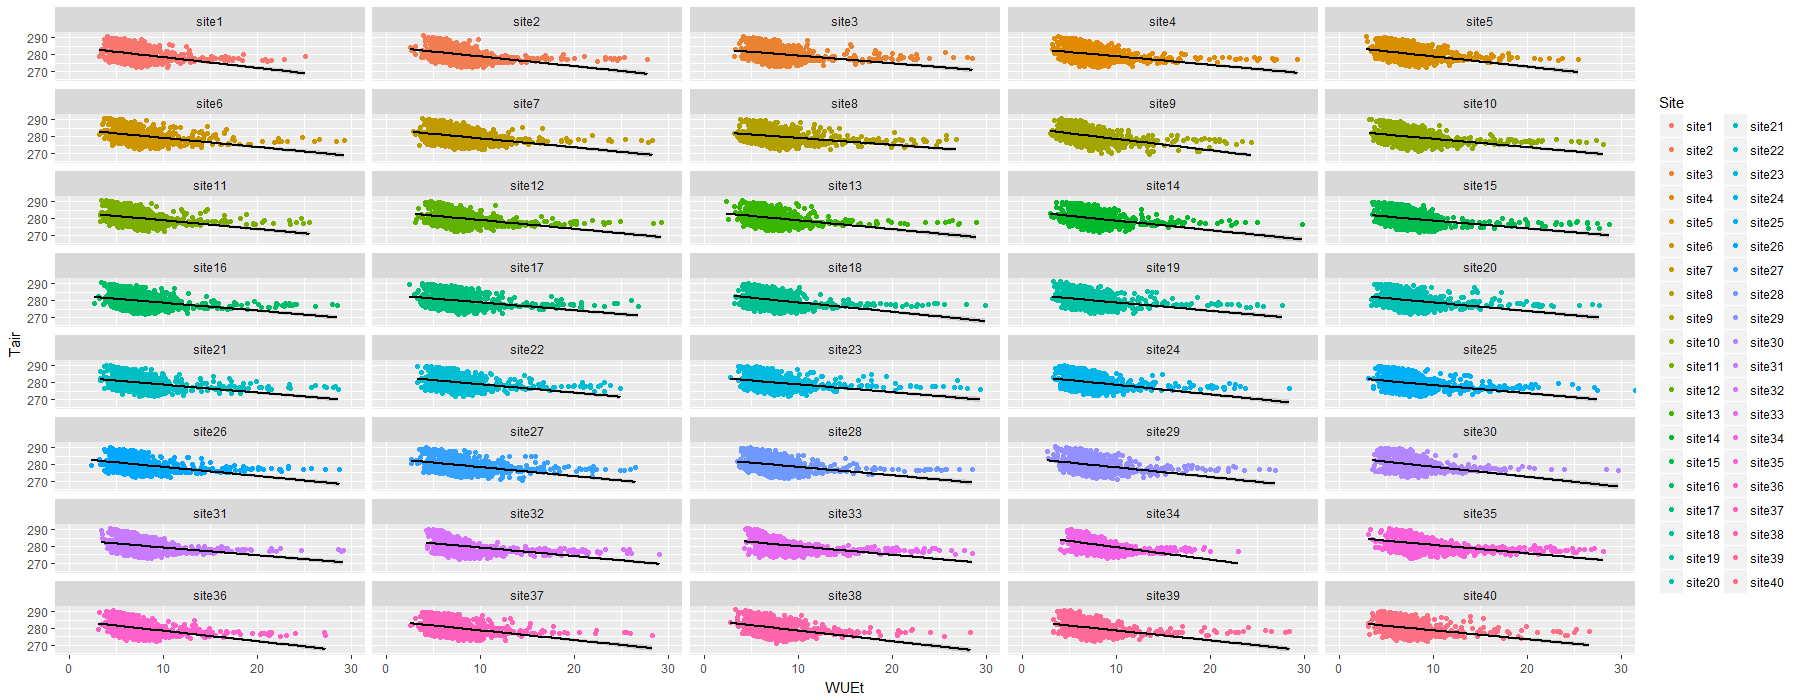 site1 site2 site3 site4 site5
290
280
270
site6 site7 site8 site9 site10
290
280
270
site11 site12 site13 site14 site15
290
280
270
site16 site17 site18 site19 site20
290
280
270
site21 site22 site23 site24 site25
290
280
270
site26 site27 site28 site29 site30
290
280
270
site31 site32 site33 site34 site35
290
280
270
site36 site37 site38 site39 site40
290
280
270
0 10 20 30 0 10 20 30 0 10 20 30 0 10 20 30 0 10 20 30
WUEt
Tair
Site
site1 site21
site2 site22
site3 site23
site4 site24
site5 site25
site6 site26
site7 site27
site8 site28
site9 site29
site10 site30
site11 site31
site12 site32
site13 site33
site14 site34
site15 site35
site16 site36
site17 site37
site18 site38
site19 site39
site20 site40